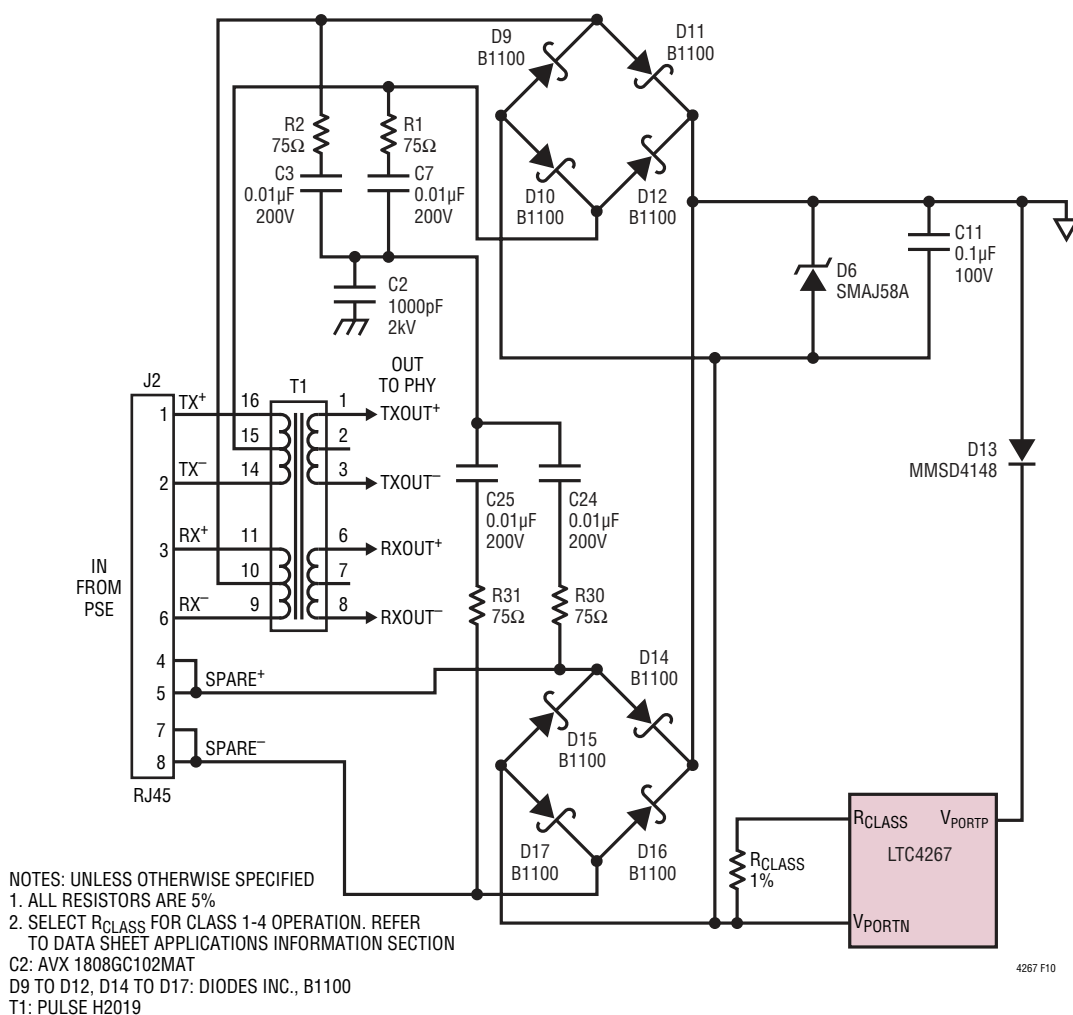 D9
B1100
D11
B1100
R2
75Ω
R1
75Ω
C3
0.01µF
200V
C7
0.01µF
200V
D10
B1100
D12
B1100
C2
1000pF
2kV
D6
SMAJ58A
C11
0.1µF
100V
J2
T1
OUT
TO PHY
1 TX+ 16 1 TXOUT+
15 2
2 TX− 14 3 TXOUT−
3 RX+ 11 6 RXOUT+
10 7
6 RX− 9 8 RXOUT−
IN
FROM
PSE
4
5 SPARE+
7
8 SPARE−
RJ45
C25
0.01µF
200V
C24
0.01µF
200V
R31
75Ω
R30
75Ω
D13
MMSD4148
D14
B1100
D15
B1100
D17
B1100
D16
B1100
RCLASS VPORTP
LTC4267
VPORTN
RCLASS
1%
NOTES: UNLESS OTHERWISE SPECIFIED
1. ALL RESISTORS ARE 5%
2. SELECT RCLASS FOR CLASS 1-4 OPERATION. REFER
TO DATA SHEET APPLICATIONS INFORMATION SECTION
C2: AVX 1808GC102MAT
D9 TO D12, D14 TO D17: DIODES INC., B1100
T1: PULSE H2019
4267 F10